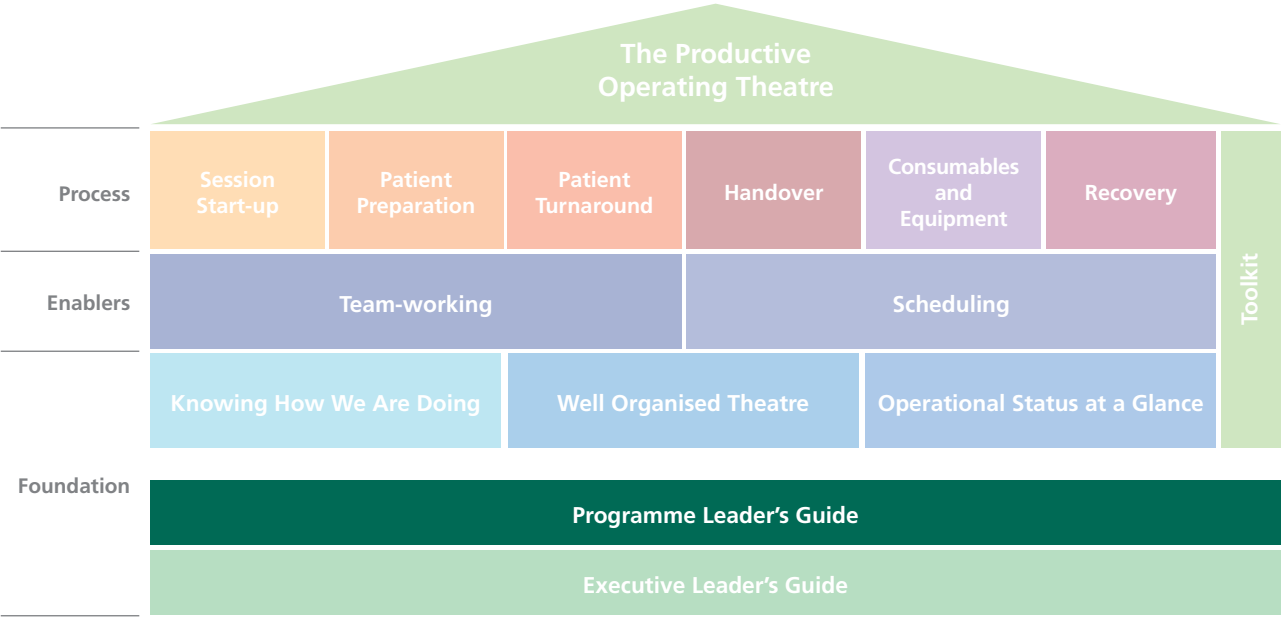 The Productive
Operating Theatre
Process
Session
Start-up
Patient
Preparation
Patient
Turnaround
Handover
Consumables
and
Equipment
Recovery
Toolkit
Enablers
Team-working
Scheduling
Knowing How We Are Doing
Well Organised Theatre
Operational Status at a Glance
Foundation
Programme Leader's Guide
Executive Leader's Guide